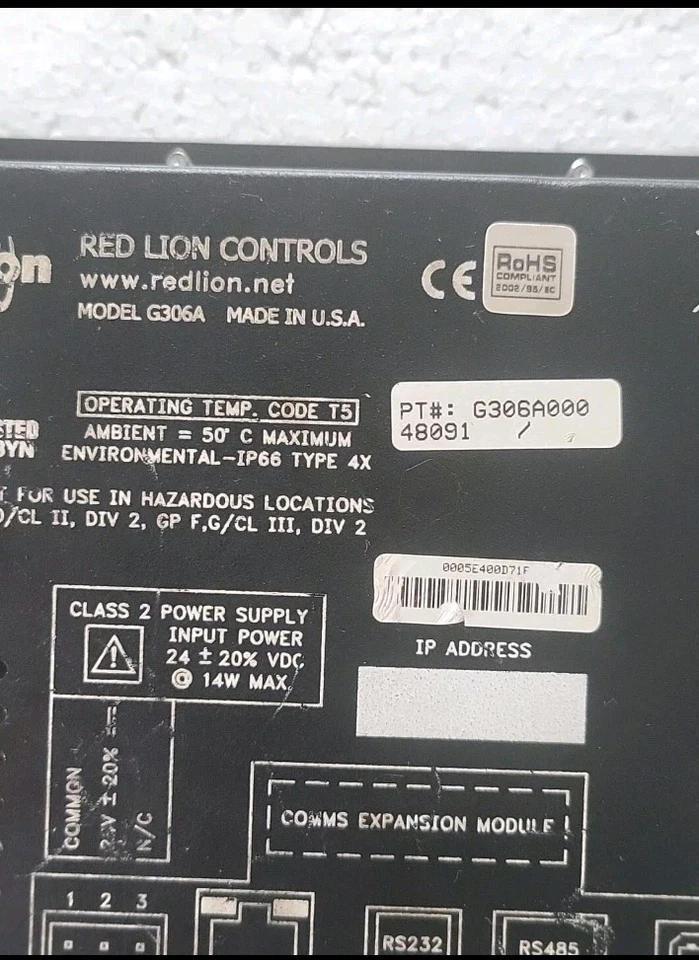 on
RED LION CONTROLS
www.redlion.net
MODEL G306A MADE IN U.S.A.
CE
RoHS
COMPLIANT
2002/95/EC
OPERATING TEMP. CODE T5
AMBIENT = 50° C MAXIMUM
ENVIRONMENTAL-IP66 TYPE 4X
PT#: G306A000
48091 /
FOR USE IN HAZARDOUS LOCATIONS
/CL II, DIV 2, GP F,G/CL III, DIV 2
0005E400D71F
CLASS 2 POWER SUPPLY
INPUT POWER
24 ± 20% VDC
@ 14W MAX.
IP ADDRESS
COMMON
± 20%
N/C
COMMS EXPANSION MODULE
1 2 3
RS232
RS485